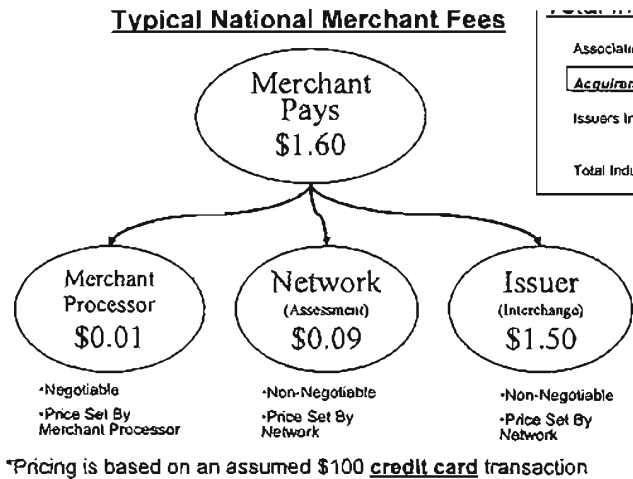 Typical National Merchant Fees
Merchant
Pays
$1.60
Merchant
Processor
$0.01
Network
(Assessment)
$0.09
Issuer
(Interchange)
$1.50
•Negotiable
•Price Set By
Merchant Processor
•Non-Negotiable
•Price Set By
Network
•Non-Negotiable
•Price Set By
Network
*Pricing is based on an assumed $100 credit card transaction
Issuers
Total